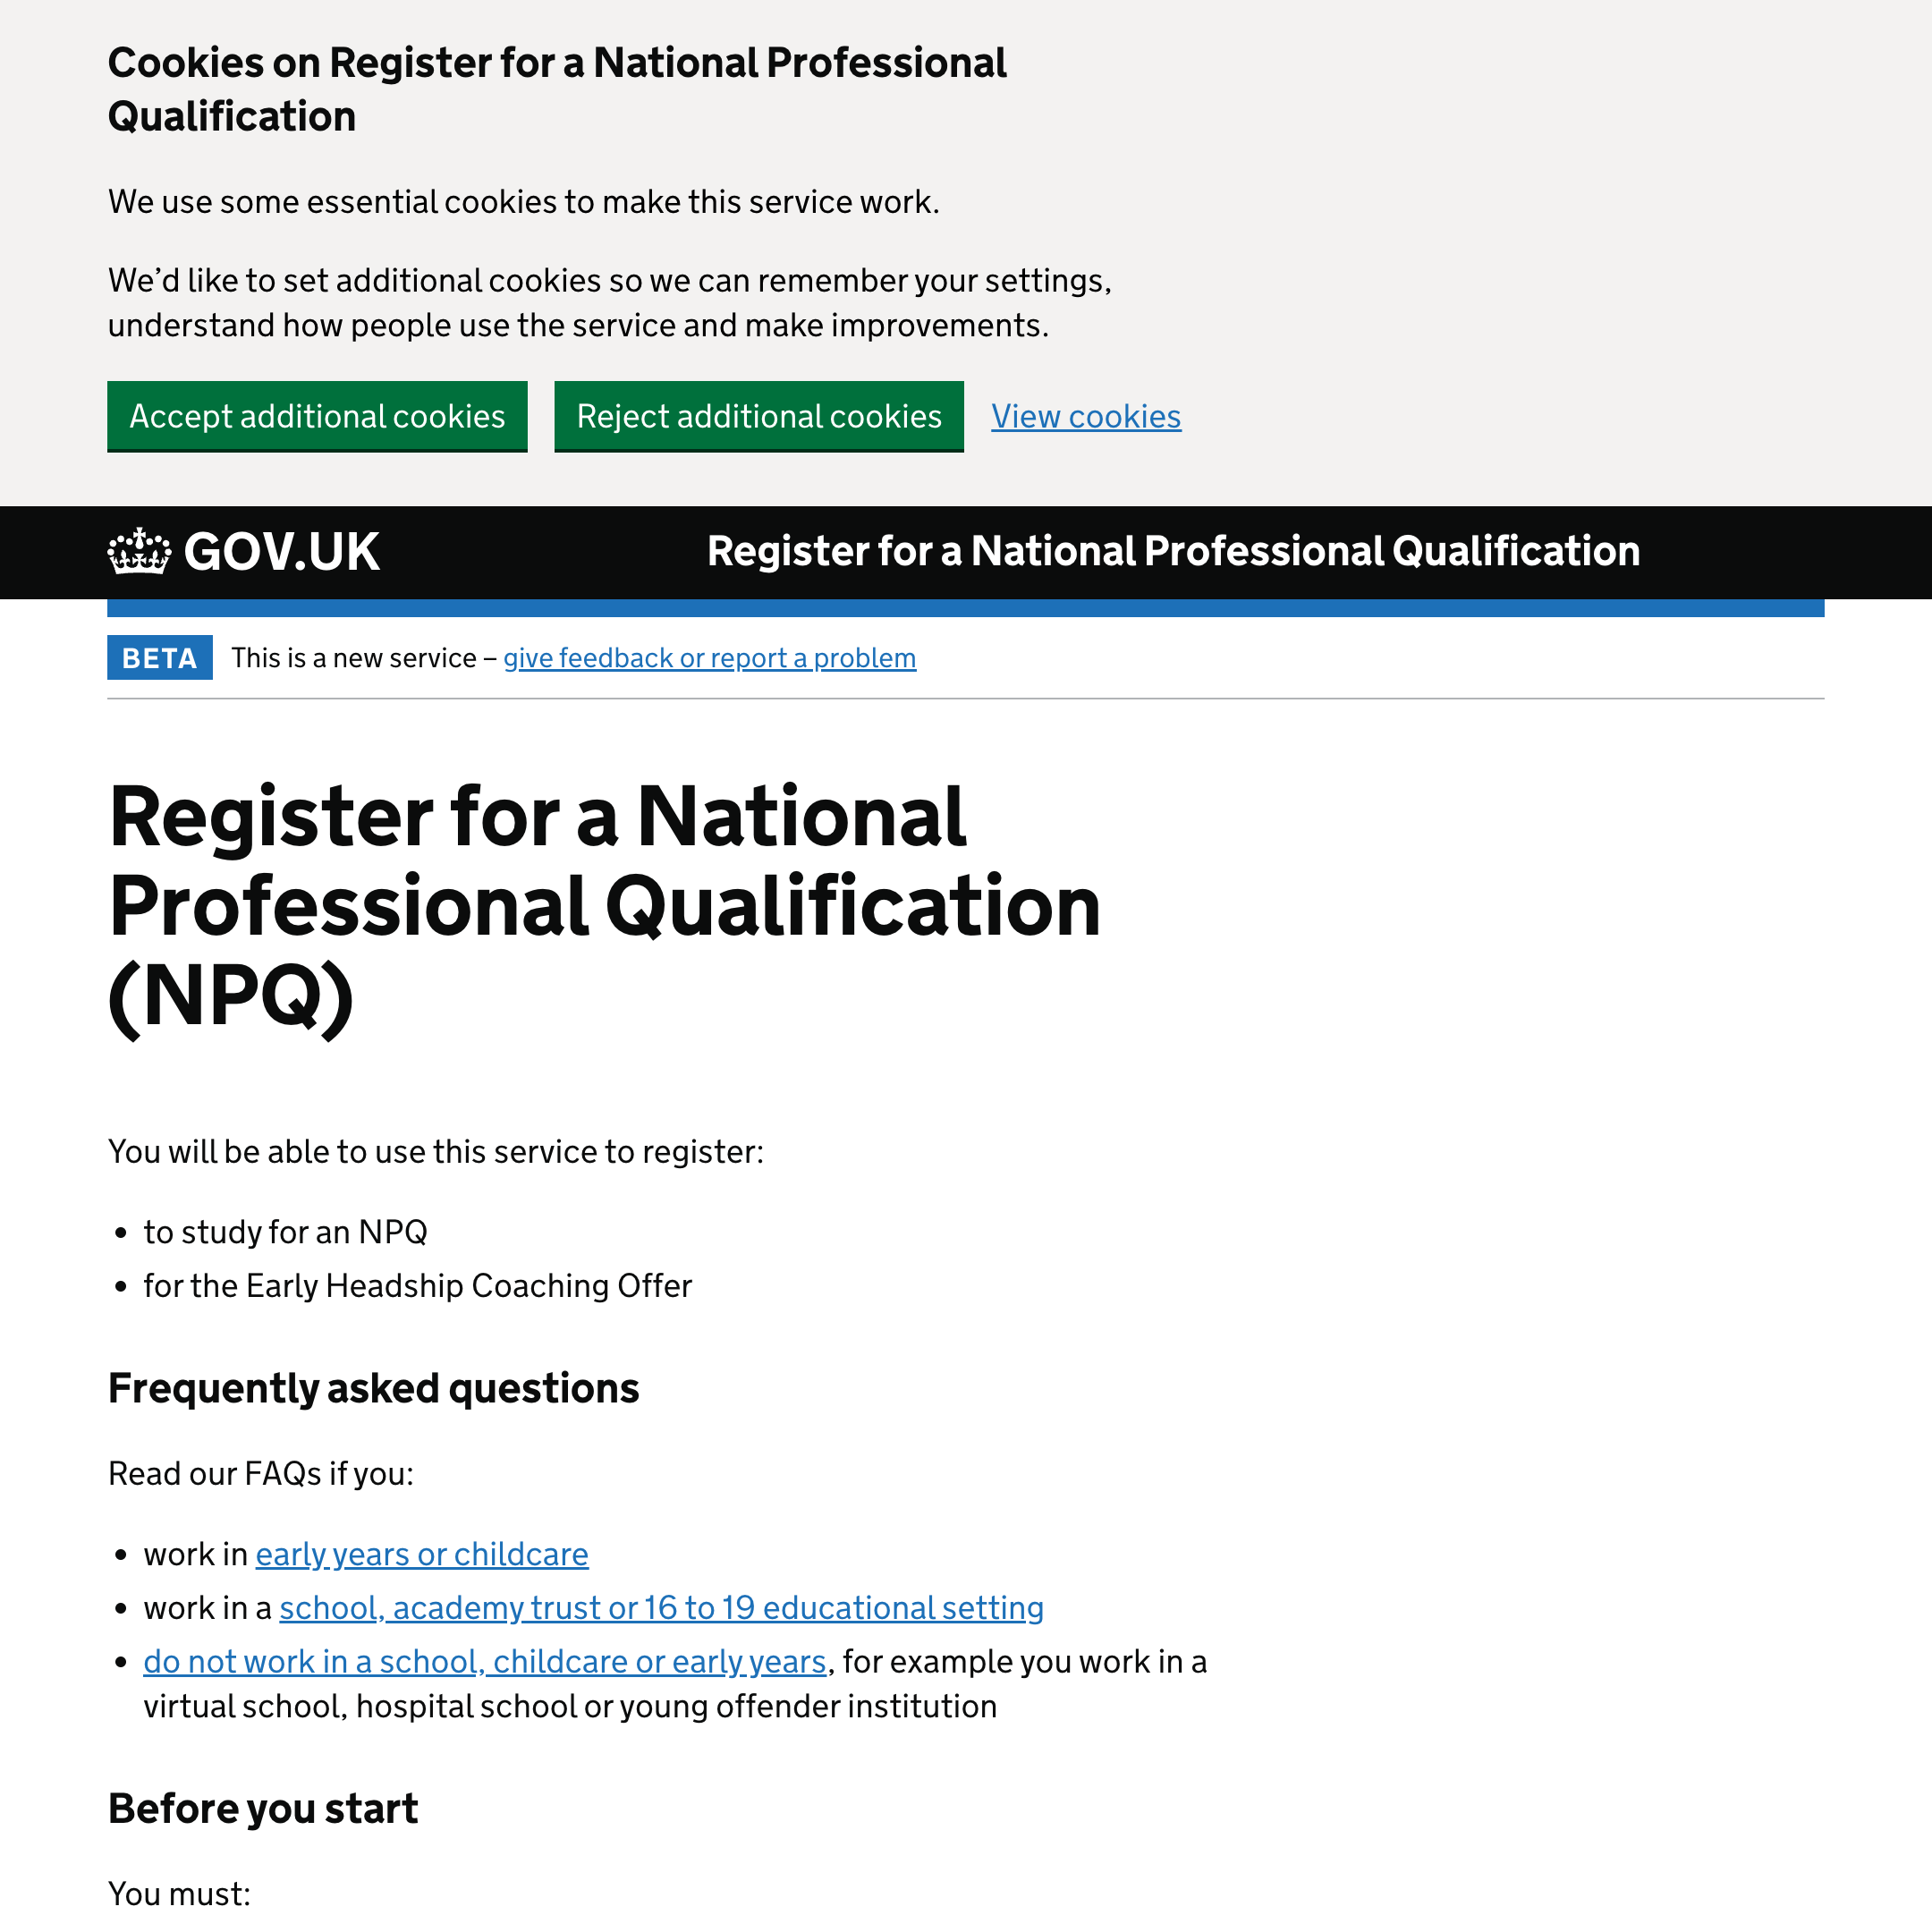 Cookies on Register for a National Professional
Qualification
We use some essential cookies to make this service work.
We’d like to set additional cookies so we can remember your settings,
understand how people use the service and make improvements.
Accept additional cookies
Reject additional cookies
View cookies
GOV.UK
Register for a National Professional Qualification
BETA
This is a new service – give feedback or report a problem
Register for a National
Professional Qualification
(NPQ)
You will be able to use this service to register:
• to study for an NPQ
• for the Early Headship Coaching Offer
Frequently asked questions
Read our FAQs if you:
• work in early years or childcare
• work in a school, academy trust or 16 to 19 educational setting
• do not work in a school, childcare or early years, for example you work in a
virtual school, hospital school or young offender institution
Before you start
You must: